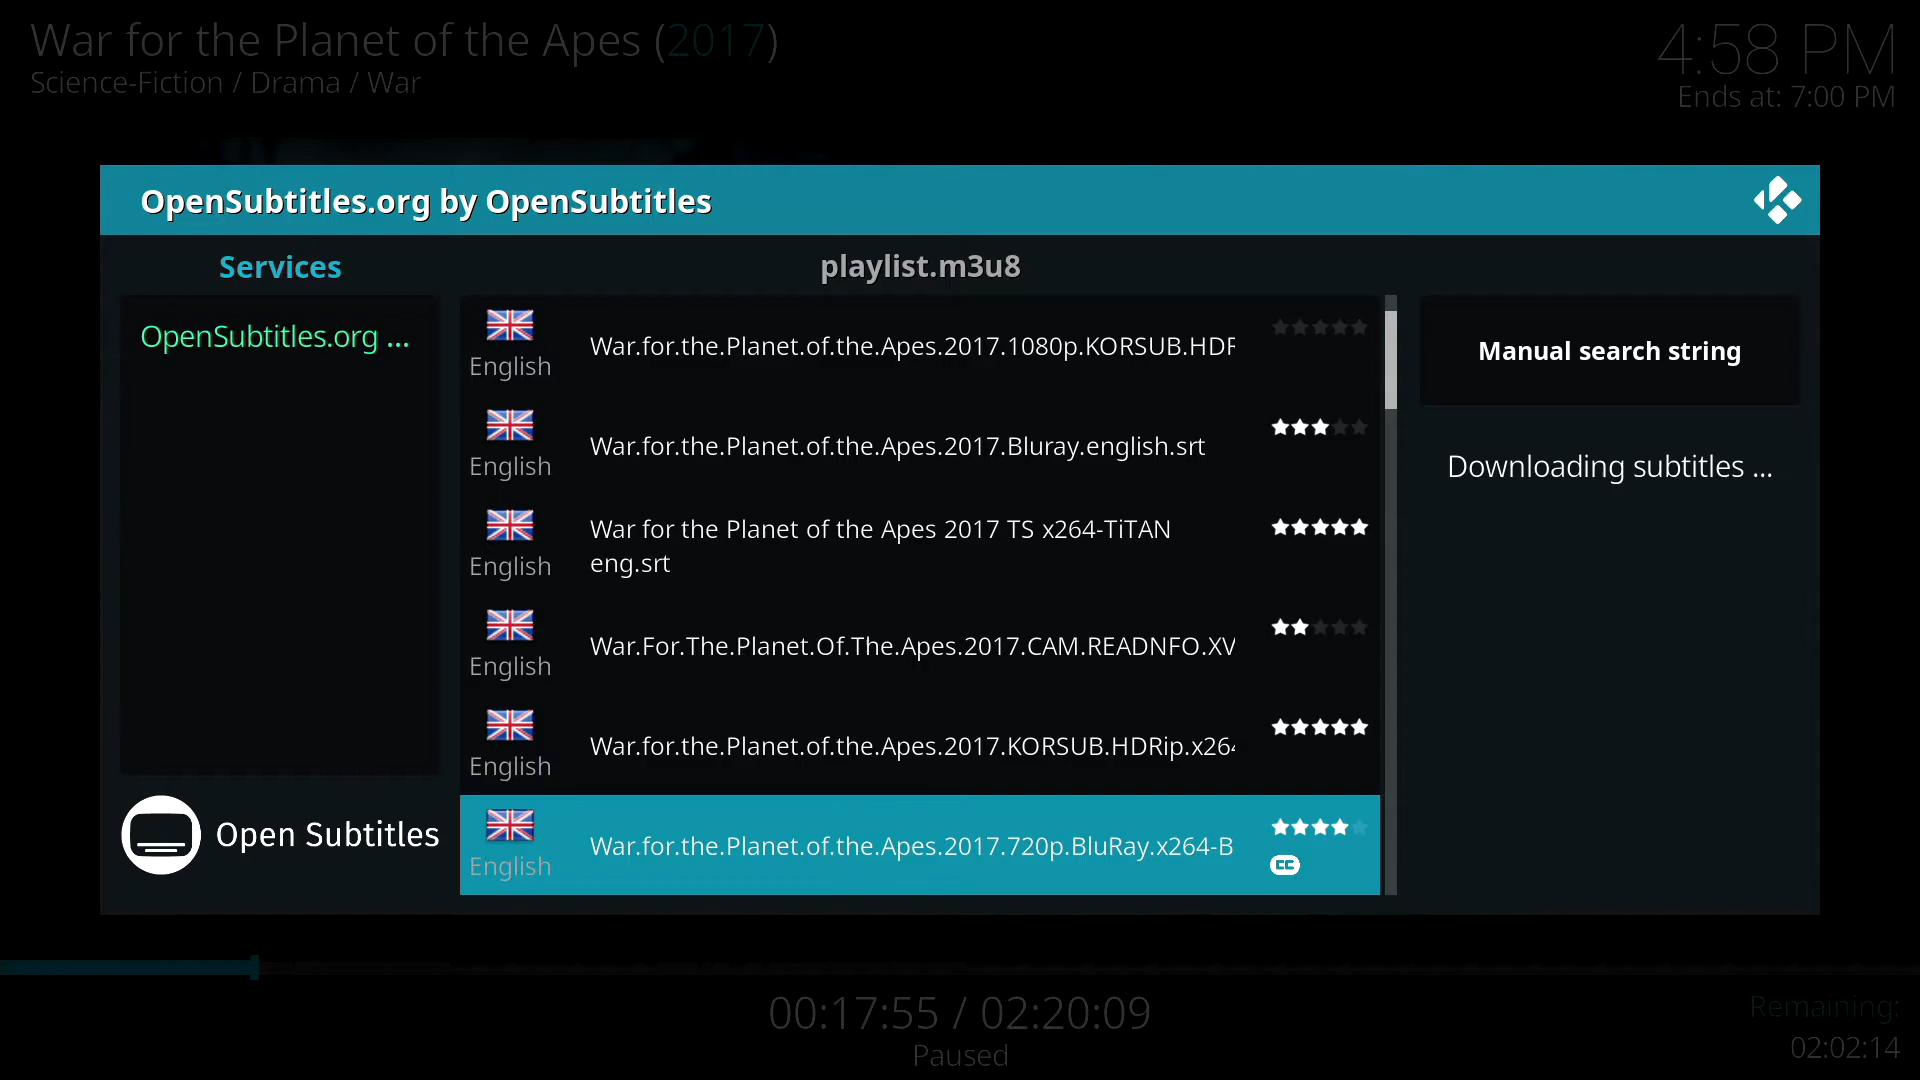 War for the Planet of the Apes (2017)
Science-Fiction / Drama / War
4:58 PM
Ends at: 7:00 PM
OpenSubtitles.org by OpenSubtitles
Services
playlist.m3u8
OpenSubtitles.org ...
English
War.for.the.Planet.of.the.Apes.2017.1080p.KORSUB.HDR
English
War.for.the.Planet.of.the.Apes.2017.Bluray.english.srt
English
War for the Planet of the Apes 2017 TS x264-TiTAN
eng.srt
English
War.For.The.Planet.Of.The.Apes.2017.CAM.READNFO.XV
English
War.for.the.Planet.of.the.Apes.2017.KORSUB.HDRip.x264
English
War.for.the.Planet.of.the.Apes.2017.720p.BluRay.x264-B
CC
Manual search string
Downloading subtitles ...
Open Subtitles
00:17:55 / 02:20:09
Paused
Remaining:
02:02:14